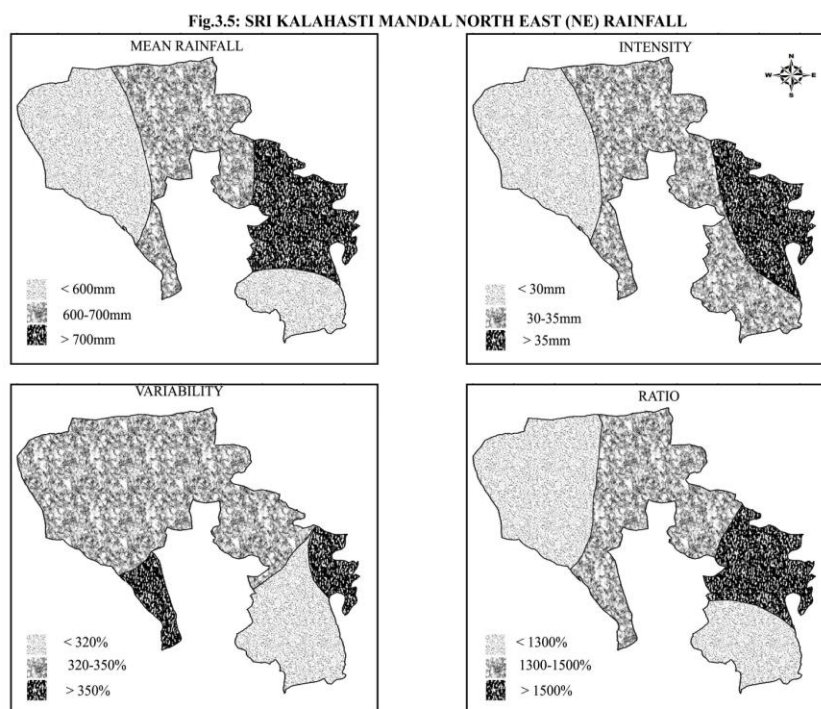 Fig.3.5: SRI KALAHASTI MANDAL NORTH EAST (NE) RAINFALL
MEAN RAINFALL
< 600mm
600-700mm
> 700mm
INTENSITY
N
W E
S
< 30mm
30-35mm
> 35mm
VARIABILITY
< 320%
320-350%
> 350%
RATIO
< 1300%
1300-1500%
> 1500%